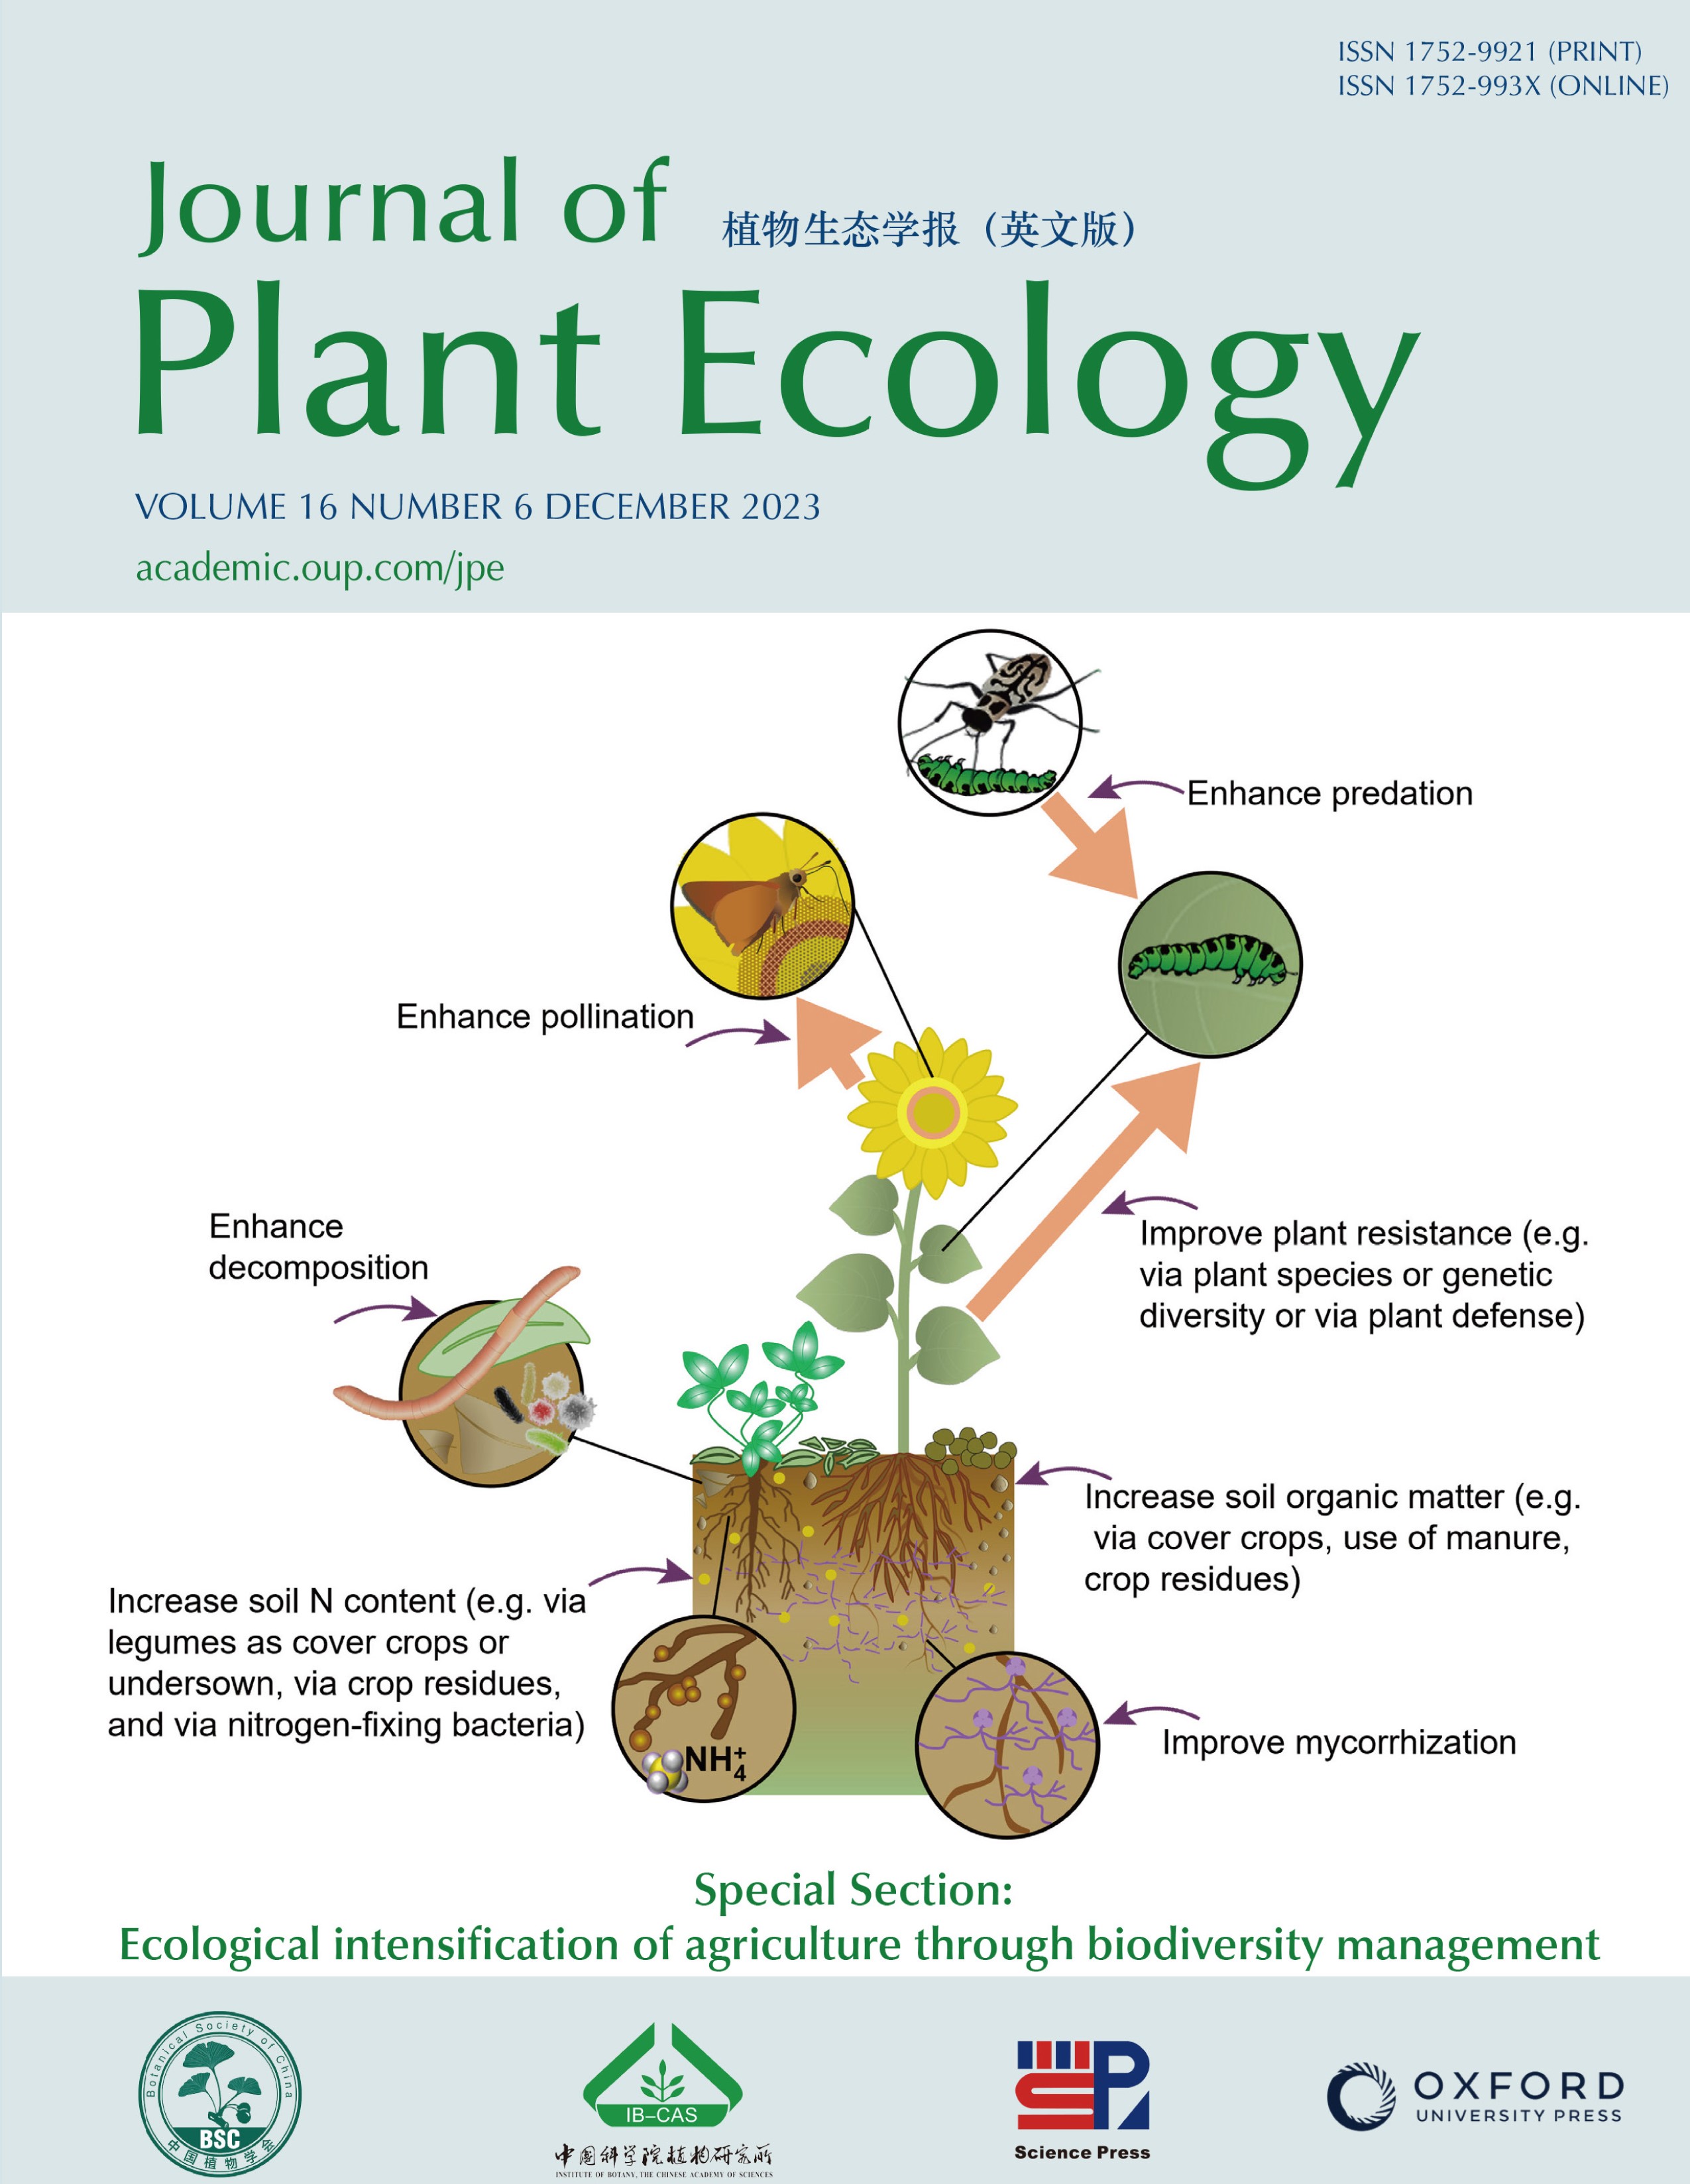 ISSN 1752-9921 (PRINT)
ISSN 1752-993X (ONLINE)
Journal of
植物生态学报（英文版）
Plant Ecology
VOLUME 16 NUMBER 6 DECEMBER 2023
academic.oup.com/jpe
Enhance predation
Enhance pollination
Enhance
decomposition
Improve plant resistance (e.g.
via plant species or genetic
diversity or via plant defense)
Increase soil organic matter (e.g.
via cover crops, use of manure,
crop residues)
Increase soil N content (e.g. via
legumes as cover crops or
undersown, via crop residues,
and via nitrogen-fixing bacteria)
NH₄⁺
Improve mycorrhization
Special Section:
Ecological intensification of agriculture through biodiversity management
Botanical Society of China
BSC
中国植物学会
IB–CAS
中国科学院植物研究所
INSTITUTE OF BOTANY, THE CHINESE ACADEMY OF SCIENCES
SP
Science Press
OXFORD
UNIVERSITY PRESS